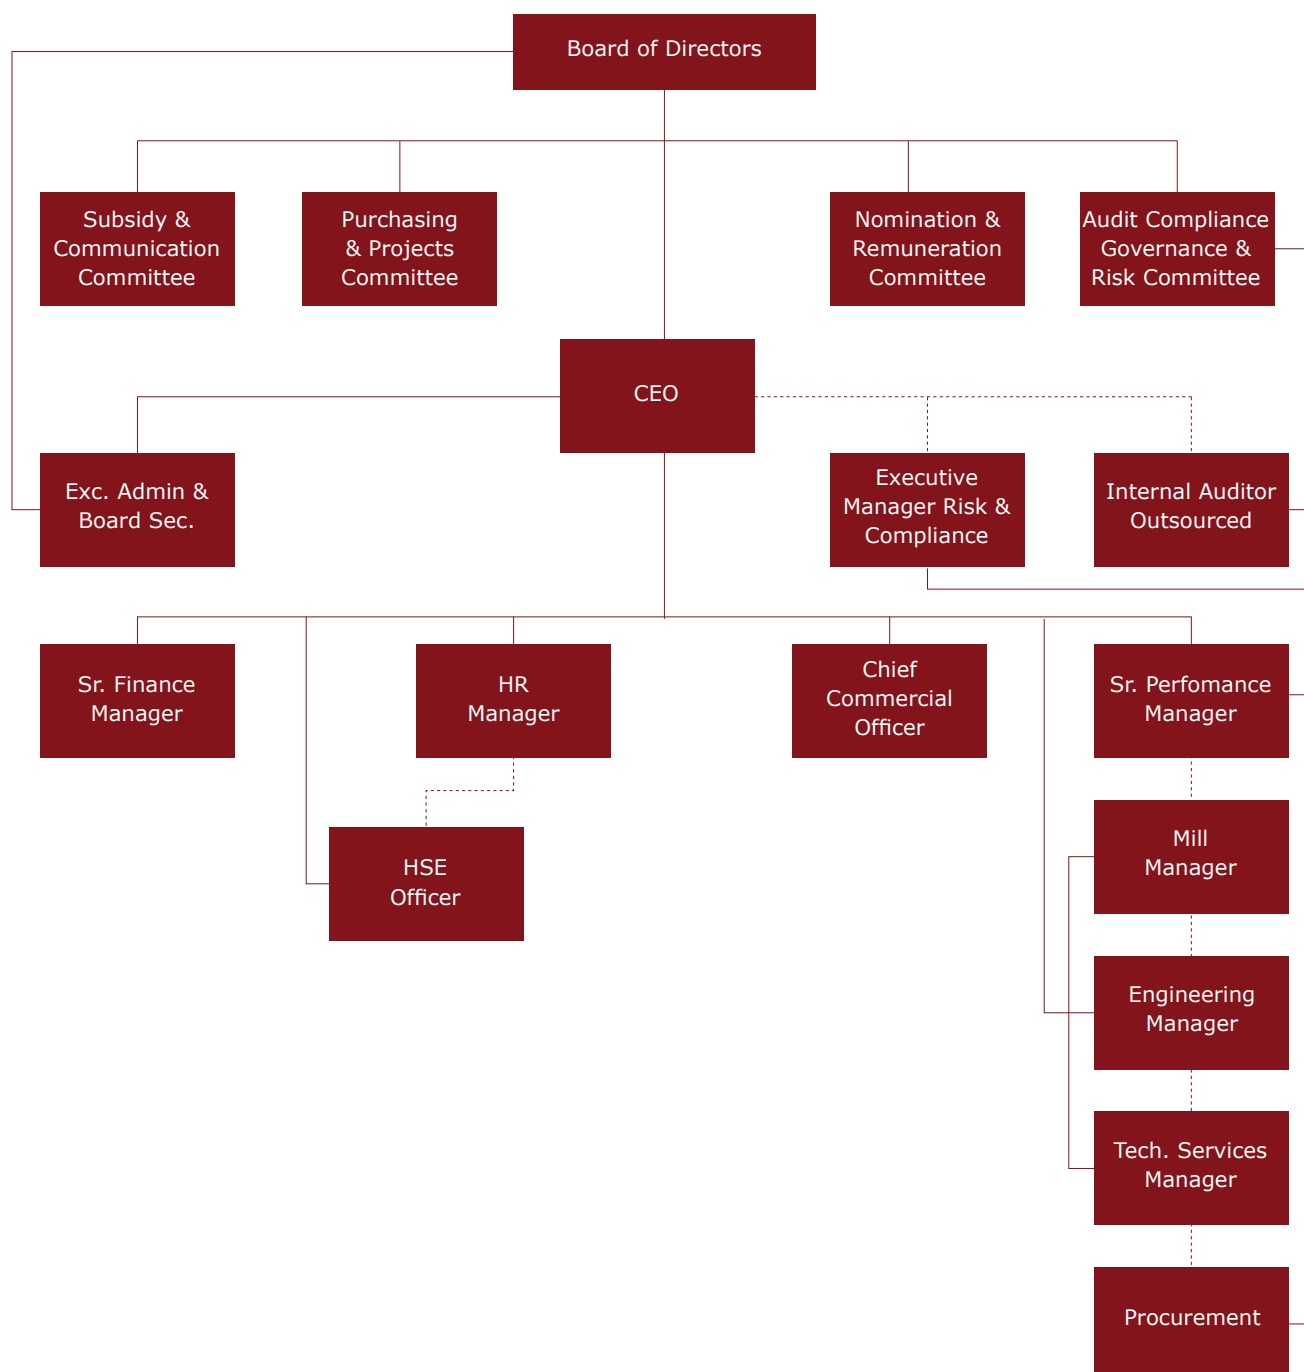 Board of Directors
Subsidy &
Communication
Committee
Purchasing
& Projects
Committee
Nomination &
Remuneration
Committee
Audit Compliance
Governance &
Risk Committee
CEO
Exc. Admin &
Board Sec.
Executive
Manager Risk &
Compliance
Internal Auditor
Outsourced
Sr. Finance
Manager
HR
Manager
Chief
Commercial
Officer
Sr. Perfomance
Manager
HSE
Officer
Mill
Manager
Engineering
Manager
Tech. Services
Manager
Procurement